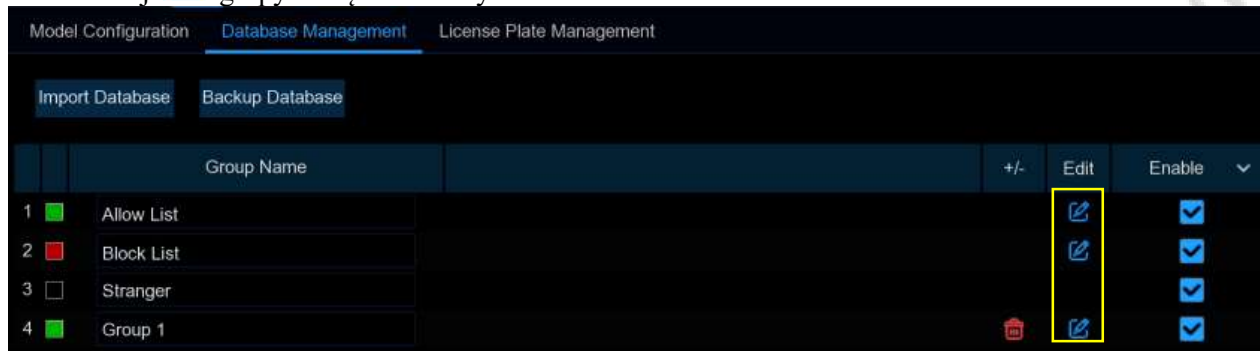 Model Configuration Database Management License Plate Management
Import Database Backup Database
Group Name +/- Edit Enable
1 Allow List
2 Block List
3 Stranger
4 Group 1